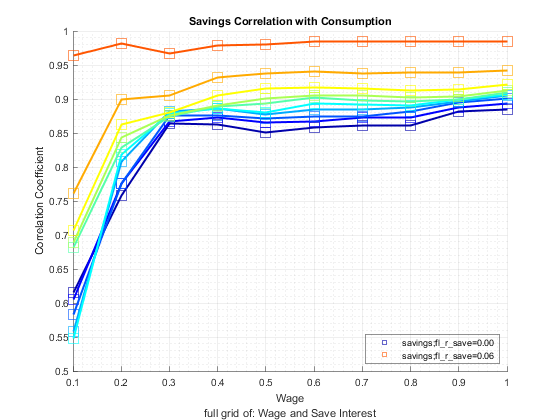 Savings Correlation with Consumption
1
0.95
0.9
0.85
0.8
0.75
0.7
0.65
0.6
0.55
0.5
Correlation Coefficient
savings;fl_r_save=0.00
savings;fl_r_save=0.06
0.1 0.2 0.3 0.4 0.5 0.6 0.7 0.8 0.9 1
Wage
full grid of: Wage and Save Interest